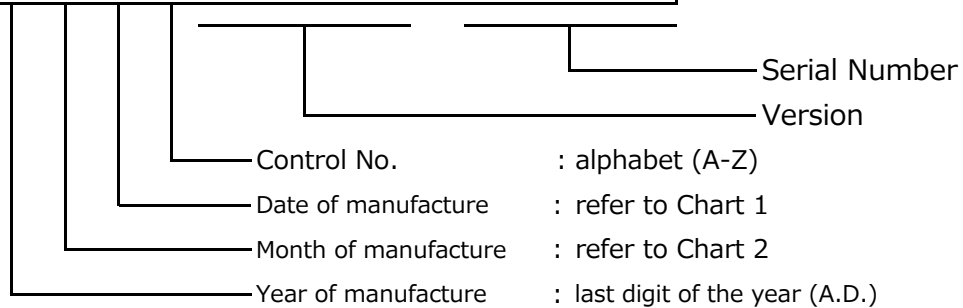 Serial Number
Version
Control No. : alphabet (A-Z)
Date of manufacture : refer to Chart 1
Month of manufacture : refer to Chart 2
Year of manufacture : last digit of the year (A.D.)